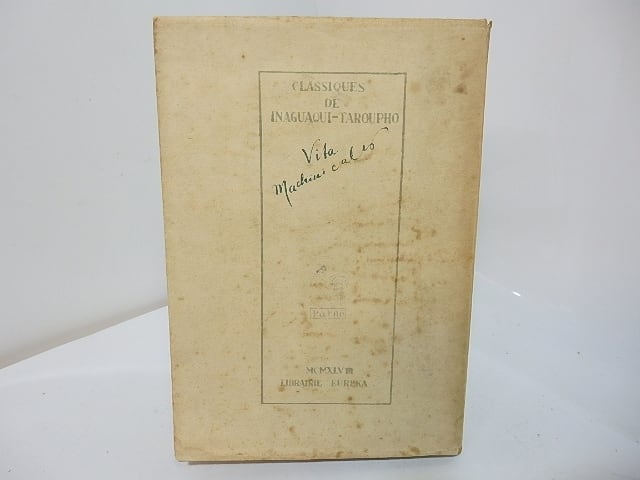 CLASSIQUES
DE
INAGUAQUI-TAROUPHO
Vita
Machinicalis
MCMXLVIII
LIBRAIRIE EUREKA